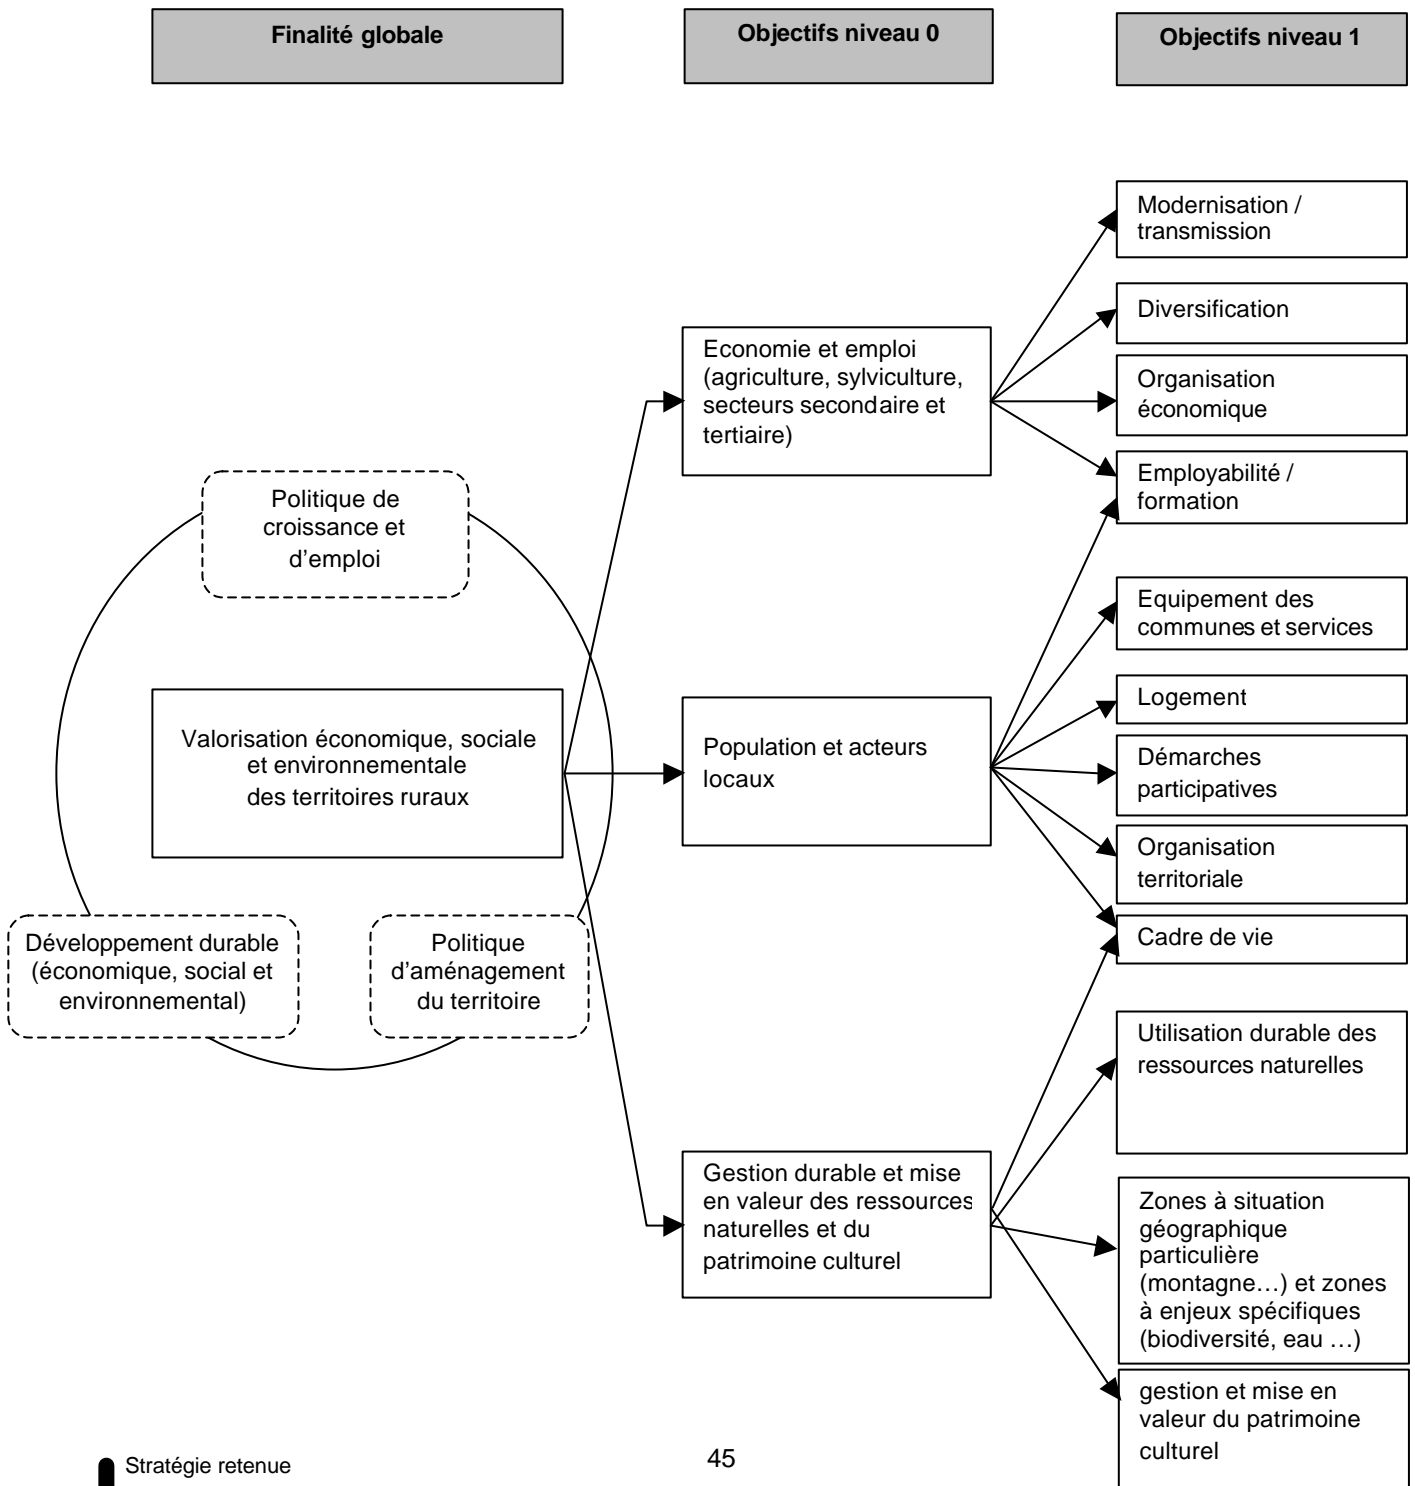 Finalité globale
Objectifs niveau 0
Objectifs niveau 1
Modernisation /
transmission
Diversification
Organisation
économique
Employabilité /
formation
Economie et emploi
(agriculture, sylviculture,
secteurs secondaire et
tertiaire)
Politique de
croissance et
d'emploi
Equipement des
communes et services
Logement
Démarches
participatives
Organisation
territoriale
Cadre de vie
Valorisation économique, sociale
et environnementale
des territoires ruraux
Population et acteurs
locaux
Développement durable
(économique, social et
environnemental)
Politique
d'aménagement
du territoire
Utilisation durable des
ressources naturelles
Gestion durable et mise
en valeur des ressources
naturelles et du
patrimoine culturel
Zones à situation
géographique
particulière
(montagne…) et zones
à enjeux spécifiques
(biodiversité, eau …)
gestion et mise en
valeur du patrimoine
culturel
Stratégie retenue
45